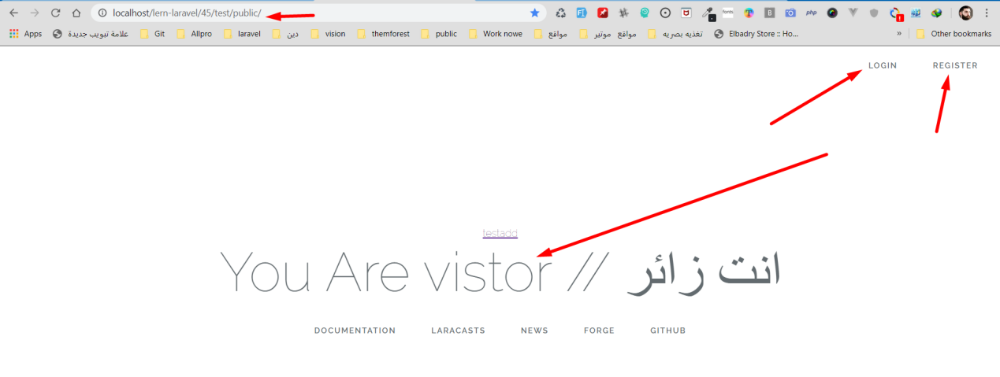 localhost/lern-laravel/45/test/public/
Apps علامة تبويب جديدة Git Allpro laravel دين vision themforest public Work nowe مواقع مواقع موتير تغذيه بصريه Elbadry Store :: Ho... » Other bookmarks
LOGIN REGISTER
testadd
You Are vistor // انت زائر
DOCUMENTATION LARACASTS NEWS FORGE GITHUB